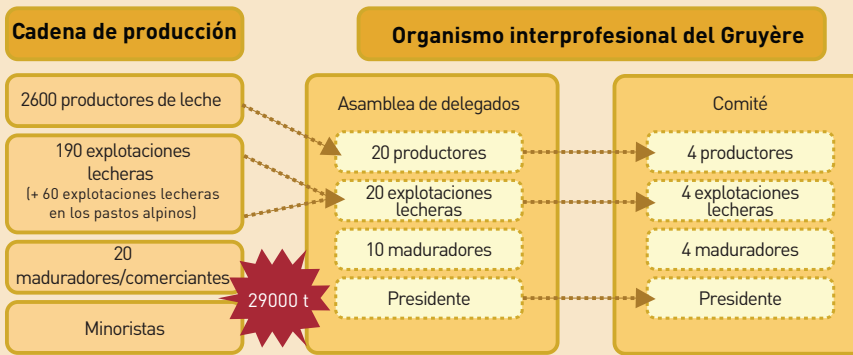 Cadena de producción
Organismo interprofesional del Gruyère
2600 productores de leche
190 explotaciones
lecheras
(+ 60 explotaciones lecheras
en los pastos alpinos)
20
maduradores/comerciantes
Minoristas
29000 t
Asamblea de delegados
20 productores
20 explotaciones
lecheras
10 maduradores
Presidente
Comité
4 productores
4 explotaciones
lecheras
4 maduradores
Presidente